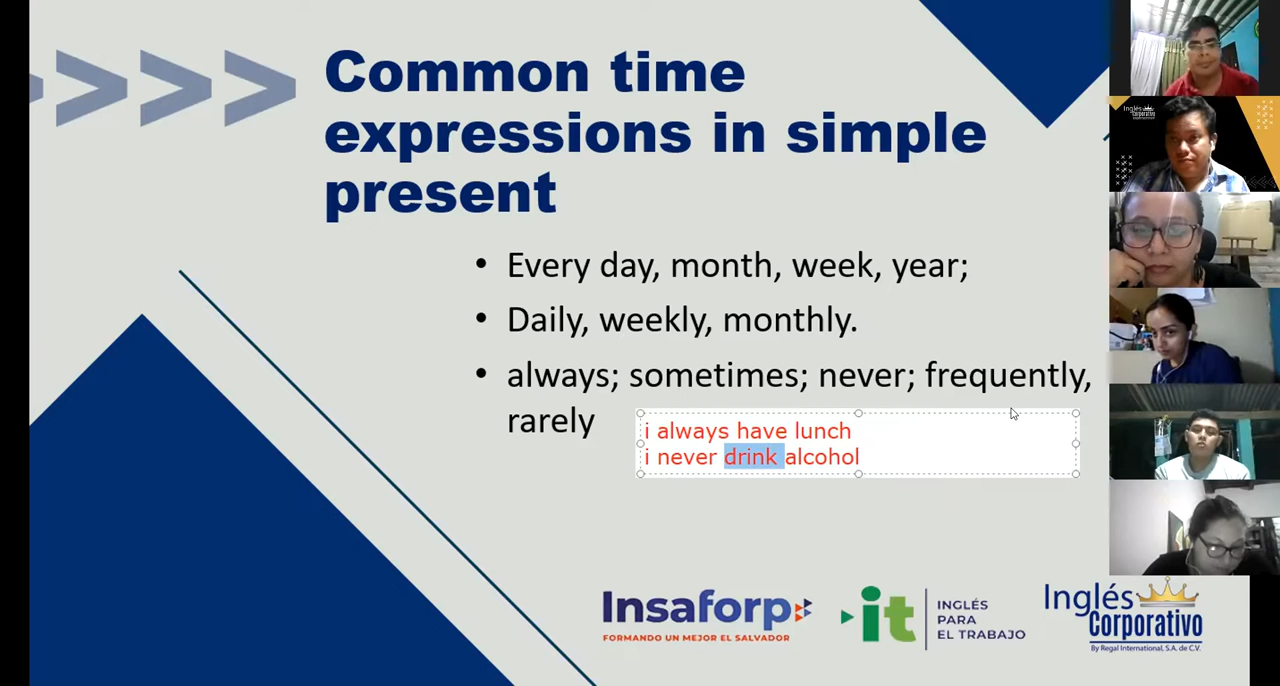 Common time
expressions in simple
present
• Every day, month, week, year;
• Daily, weekly, monthly.
• always; sometimes; never; frequently,
rarely
i always have lunch
i never drink alcohol
Insaforp
FORMANDO UN MEJOR EL SALVADOR
it
INGLÉS
PARA
EL TRABAJO
Inglés
Corporativo
By Regal International, S.A. de C.V.
Inglés
Corporativo